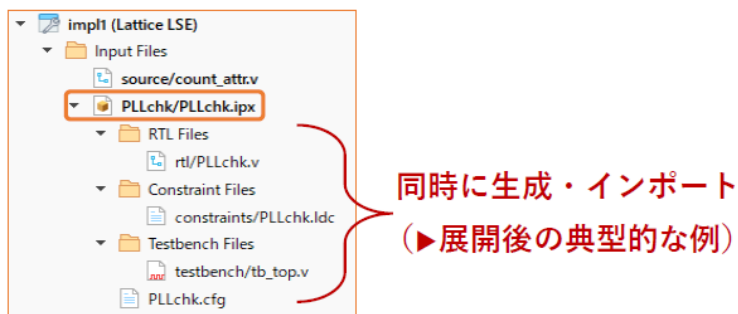 impl1 (Lattice LSE)
Input Files
source/count_attr.v
PLLchk/PLLchk.ipx
RTL Files
rtl/PLLchk.v
Constraint Files
constraints/PLLchk.ldc
Testbench Files
testbench/tb_top.v
PLLchk.cfg
同時に生成・インポート
（▶展開後の典型的な例）